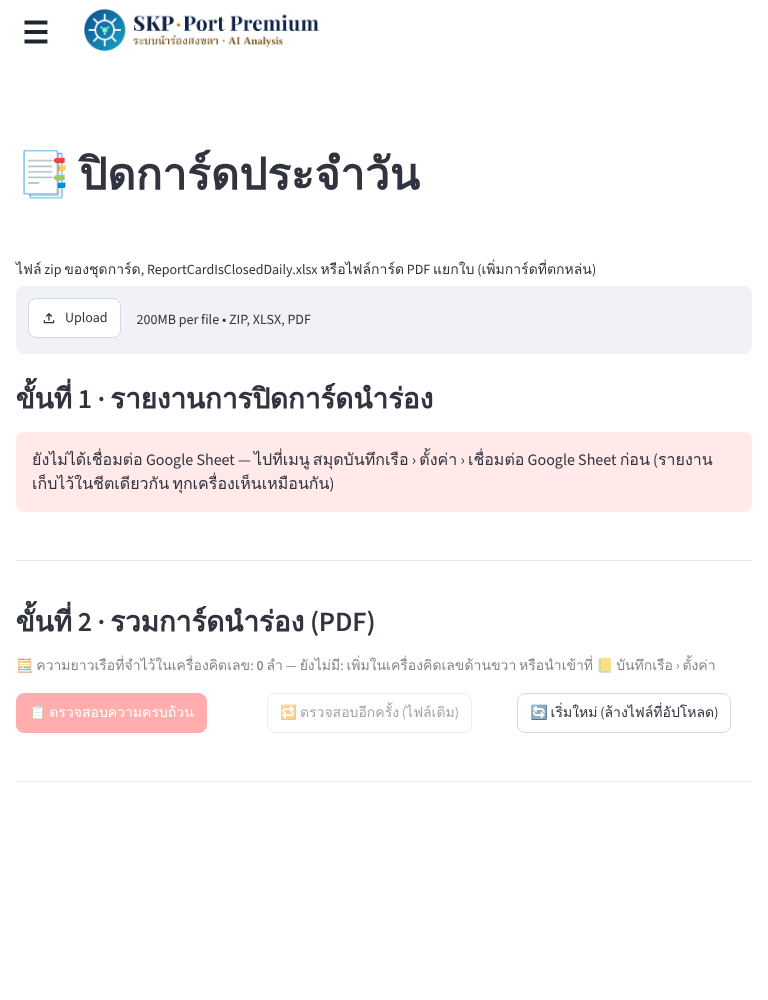 SKP·Port Premium
ระบบนำร่องสงขลา · AI Analysis
ปิดการ์ดประจำวัน
ไฟล์ zip ของชุดการ์ด, ReportCardIsClosedDaily.xlsx หรือไฟล์การ์ด PDF แยกใบ (เพิ่มการ์ดที่ตกหล่น)
Upload
200MB per file • ZIP, XLSX, PDF
ขั้นที่ 1 · รายงานการปิดการ์ดนำร่อง
ยังไม่ได้เชื่อมต่อ Google Sheet — ไปที่เมนู สมุดบันทึกเรือ › ตั้งค่า › เชื่อมต่อ Google Sheet ก่อน (รายงาน
เก็บไว้ในชีตเดียวกัน ทุกเครื่องเห็นเหมือนกัน)
ขั้นที่ 2 · รวมการ์ดนำร่อง (PDF)
🧮 ความยาวเรือที่จำไว้ในเครื่องคิดเลข: 0 ลำ — ยังไม่มี: เพิ่มในเครื่องคิดเลขด้านขวา หรือนำเข้าที่ 📒 บันทึกเรือ › ตั้งค่า
📋 ตรวจสอบความครบถ้วน
🔁 ตรวจสอบอีกครั้ง (ไฟล์เดิม)
🔄 เริ่มใหม่ (ล้างไฟล์ที่อัปโหลด)